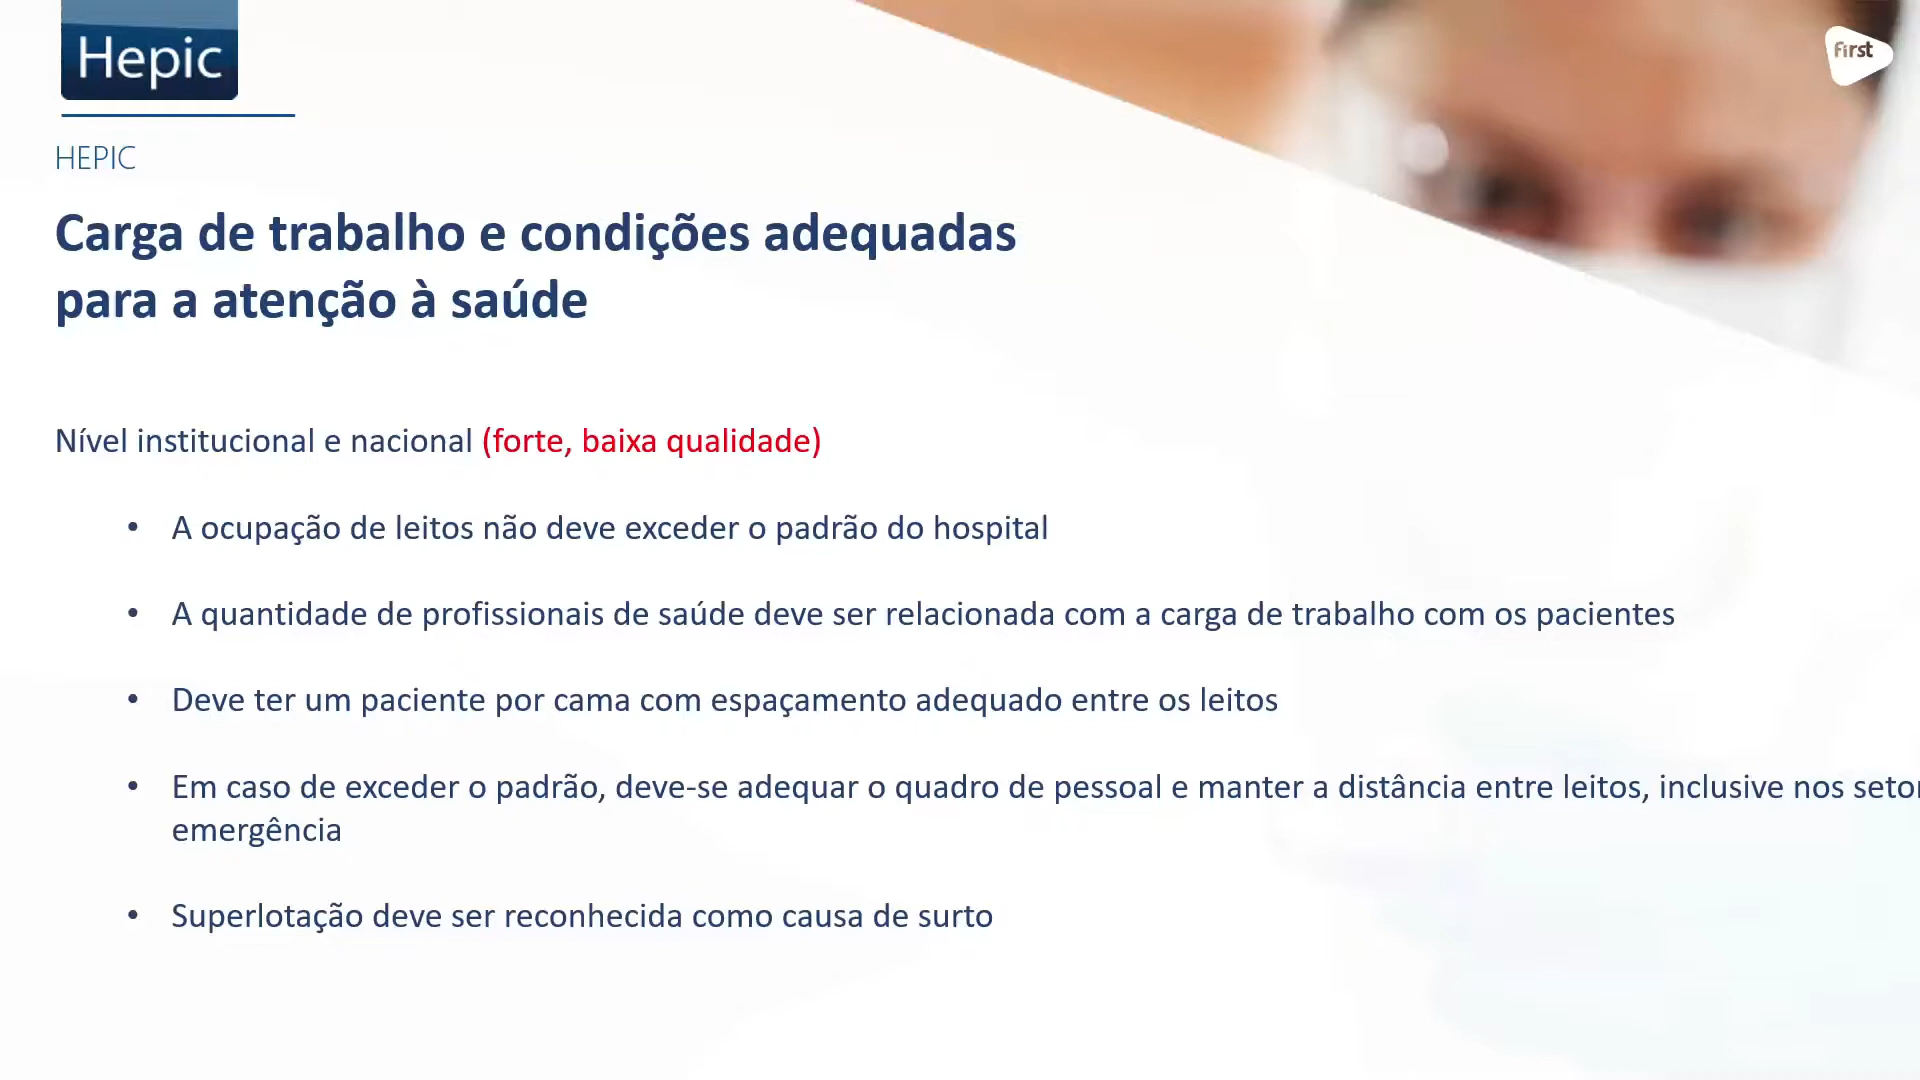 Hepic
first
HEPIC
Carga de trabalho e condições adequadas
para a atenção à saúde
Nível institucional e nacional (forte, baixa qualidade)
• A ocupação de leitos não deve exceder o padrão do hospital
• A quantidade de profissionais de saúde deve ser relacionada com a carga de trabalho com os pacientes
• Deve ter um paciente por cama com espaçamento adequado entre os leitos
• Em caso de exceder o padrão, deve-se adequar o quadro de pessoal e manter a distância entre leitos, inclusive nos
emergência
• Superlotação deve ser reconhecida como causa de surto